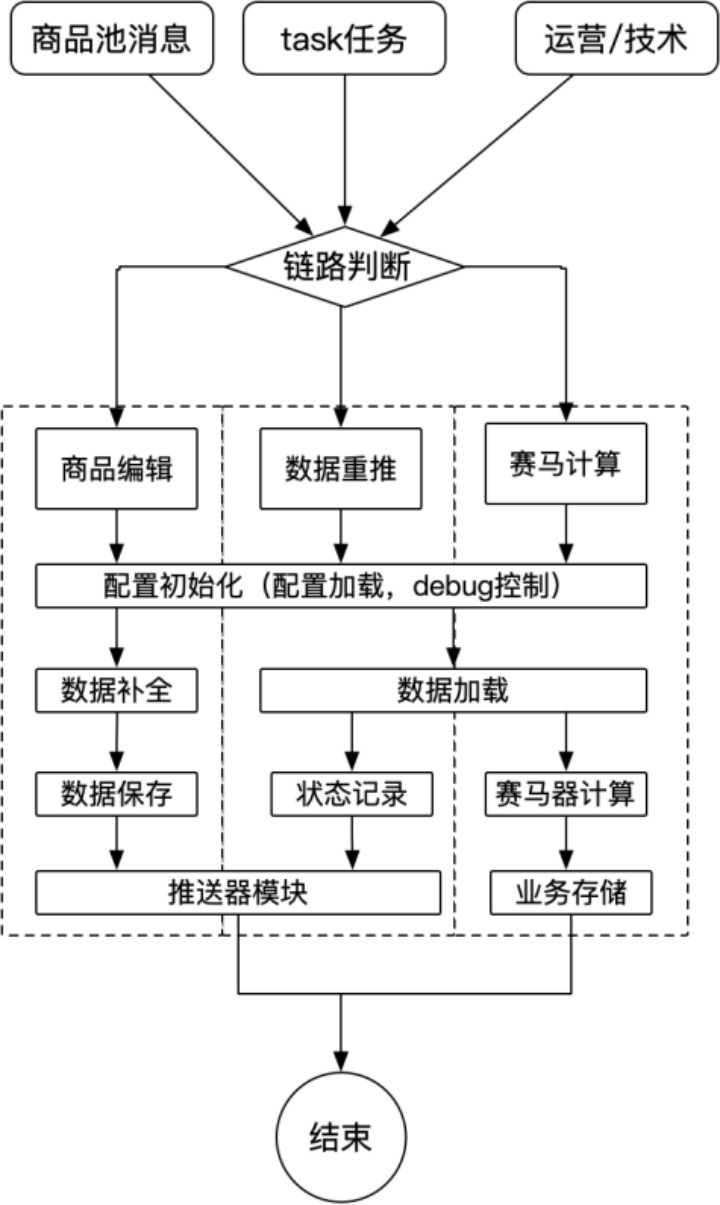 商品池消息
task任务
运营/技术
链路判断
商品编辑
数据重推
赛马计算
配置初始化（配置加载，debug控制）
数据补全
数据加载
数据保存
状态记录
赛马器计算
推送器模块
业务存储
结束